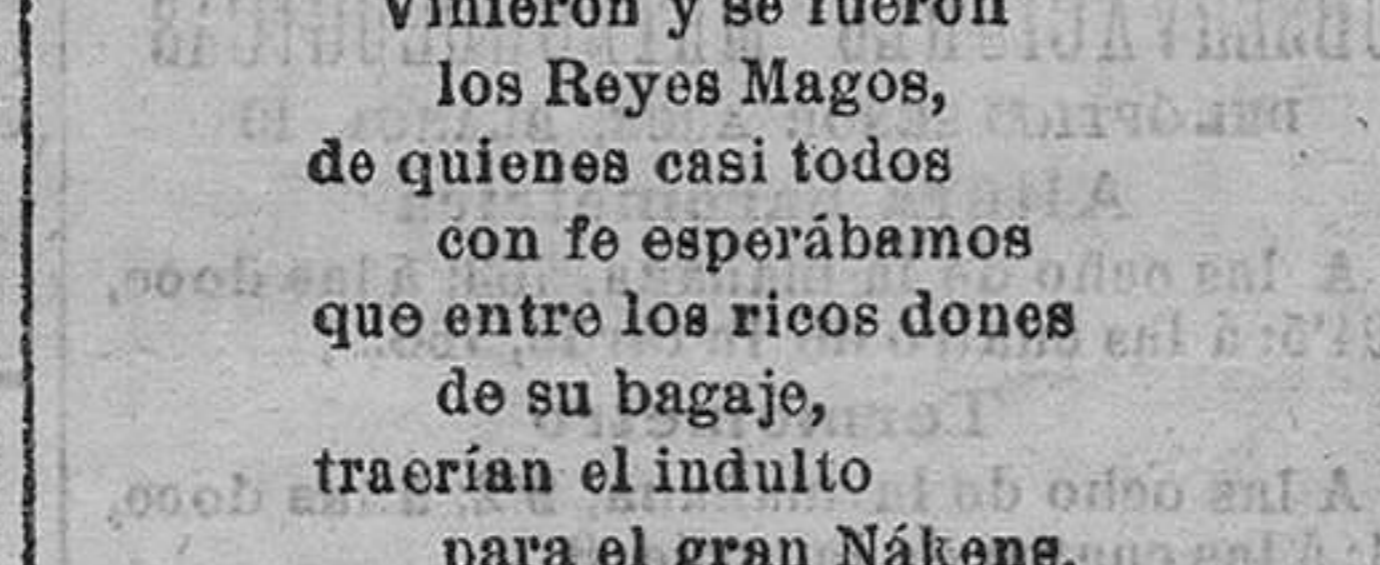 Vinieron y se fueron
los Reyes Magos,
de quienes casi todos
con fe esperábamos
que entre los ricos dones
de su bagaje,
traerían el indulto
para el gran Nákens.